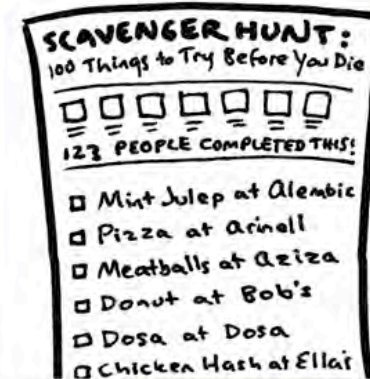 SCAVENGER HUNT:
100 Things to Try Before You Die
123 PEOPLE COMPLETED THIS!
Mint Julep at Alembic
Pizza at Arinell
Meatballs at Aziza
Donut at Bob's
Dosa at Dosa
Chicken Hash at Ella's